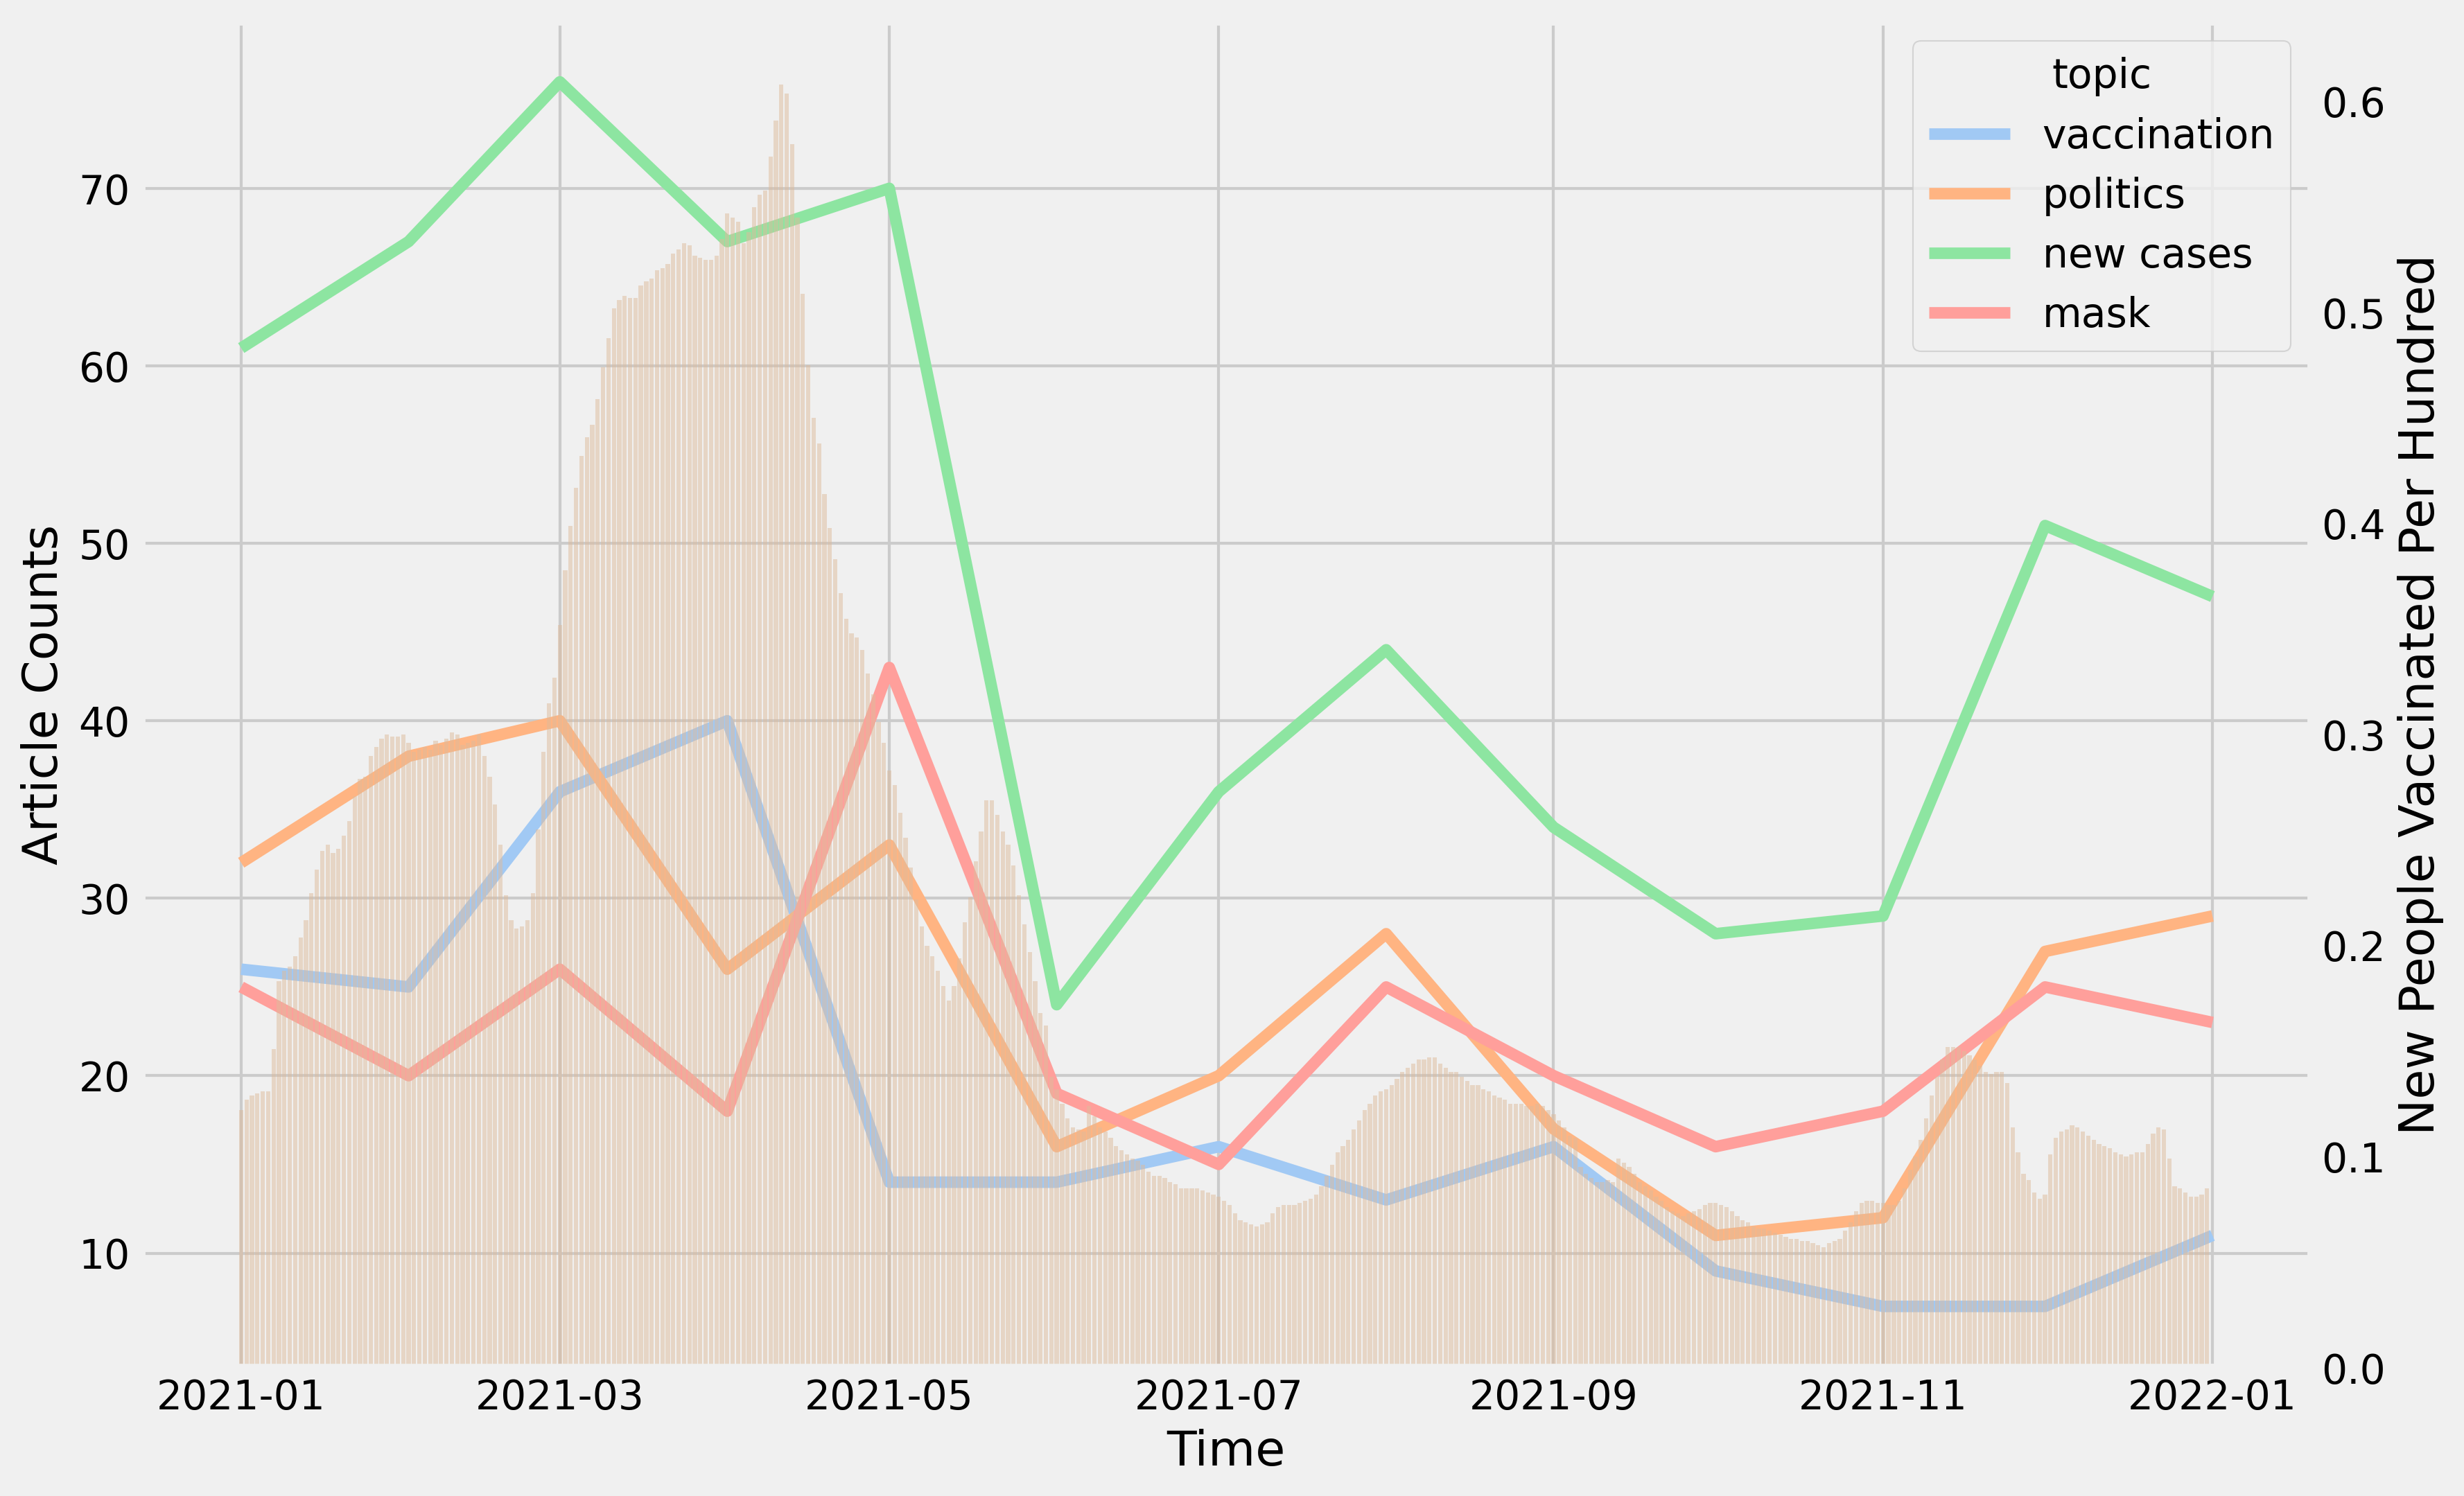 topic
vaccination
politics
new cases
mask
Article Counts
70
60
50
40
30
20
10
0.6
0.5
0.4
0.3
0.2
0.1
0.0
New People Vaccinated Per Hundred
2021-01 2021-03 2021-05 2021-07 2021-09 2021-11 2022-01
Time